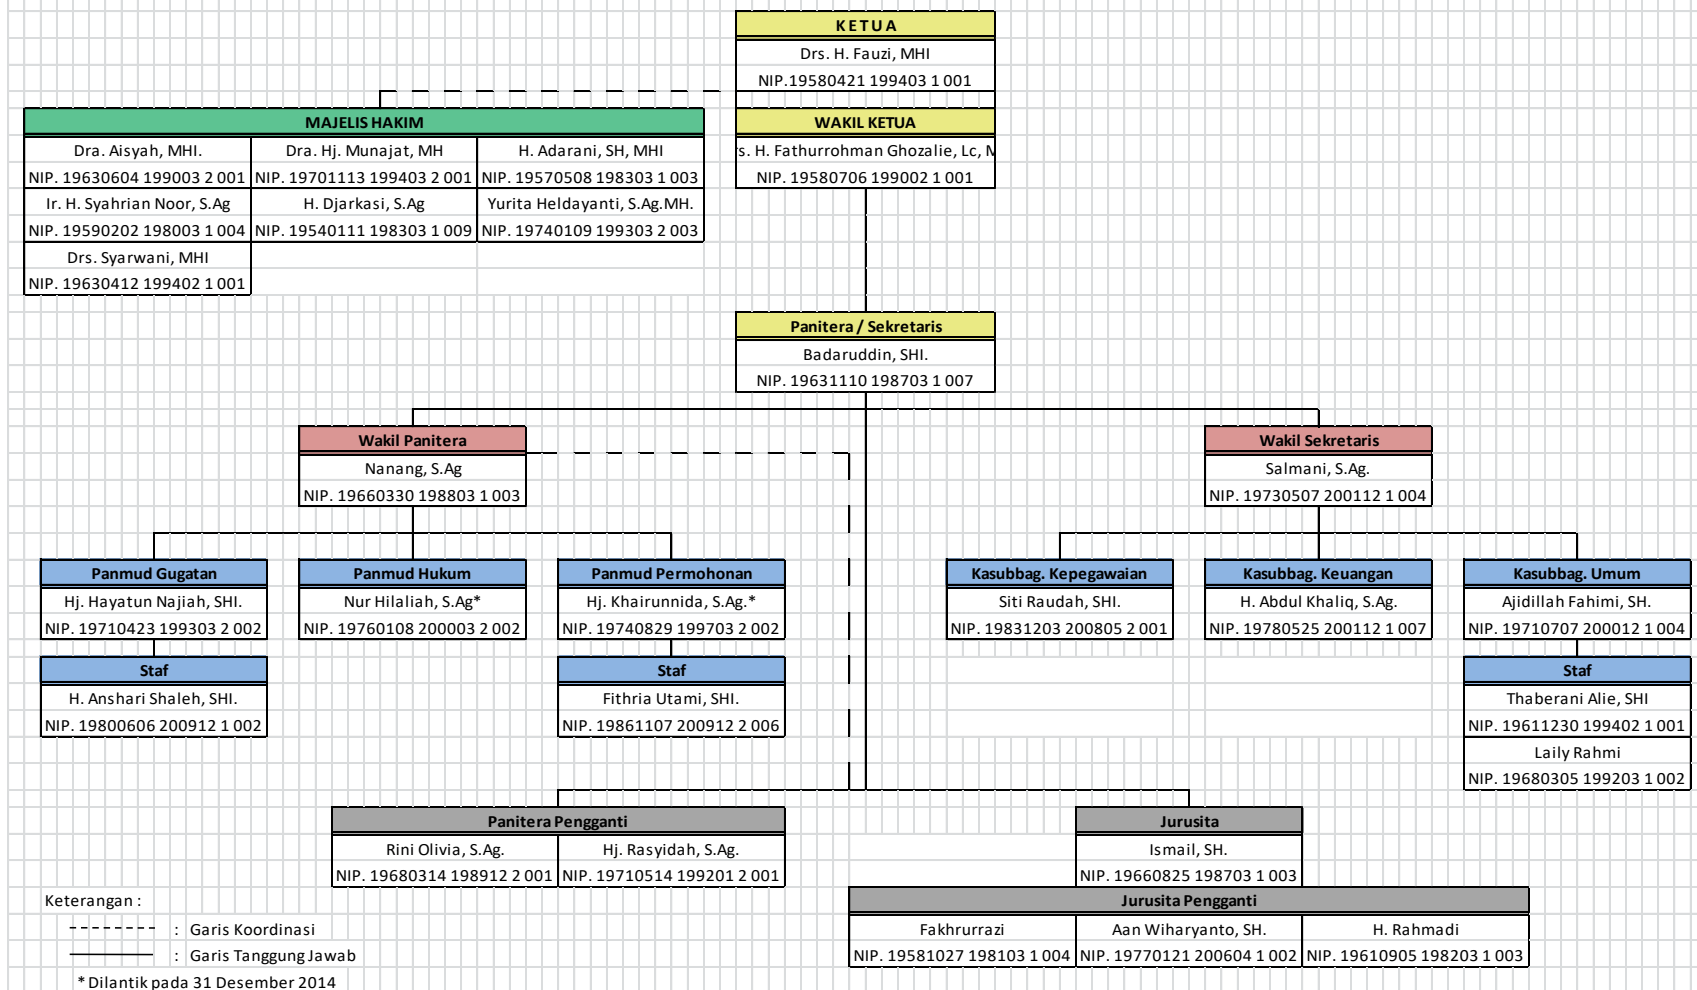 KETUA
Drs. H. Fauzi, MHI
NIP.19580421 199403 1 001
MAJELIS HAKIM
Dra. Aisyah, MHI.
NIP. 19630604 199003 2 001
Dra. Hj. Munajat, MH
NIP. 19701113 199403 2 001
H. Adarani, SH, MHI
NIP. 19570508 198303 1 003
Ir. H. Syahrian Noor, S.Ag
NIP. 19590202 198003 1 004
H. Djarkasi, S.Ag
NIP. 19540111 198303 1 009
Yurita Heldayanti, S.Ag.MH.
NIP. 19740109 199303 2 003
Drs. Syarwani, MHI
NIP. 19630412 199402 1 001
WAKIL KETUA
s. H. Fathurrohman Ghozalie, Lc, M
NIP. 19580706 199002 1 001
Panitera / Sekretaris
Badaruddin, SHI.
NIP. 19631110 198703 1 007
Wakil Panitera
Nanang, S.Ag
NIP. 19660330 198803 1 003
Wakil Sekretaris
Salmani, S.Ag.
NIP. 19730507 200112 1 004
Panmud Gugatan
Hj. Hayatun Najiah, SHI.
NIP. 19710423 199303 2 002
Panmud Hukum
Nur Hilaliah, S.Ag*
NIP. 19760108 200003 2 002
Panmud Permohonan
Hj. Khairunnida, S.Ag.*
NIP. 19740829 199703 2 002
Kasubbag. Kepegawaian
Siti Raudah, SHI.
NIP. 19831203 200805 2 001
Kasubbag. Keuangan
H. Abdul Khaliq, S.Ag.
NIP. 19780525 200112 1 007
Kasubbag. Umum
Ajidillah Fahimi, SH.
NIP. 19710707 200012 1 004
Staf
H. Anshari Shaleh, SHI.
NIP. 19800606 200912 1 002
Staf
Fithria Utami, SHI.
NIP. 19861107 200912 2 006
Staf
Thaberani Alie, SHI
NIP. 19611230 199402 1 001
Laily Rahmi
NIP. 19680305 199203 1 002
Panitera Pengganti
Rini Olivia, S.Ag.
NIP. 19680314 198912 2 001
Hj. Rasyidah, S.Ag.
NIP. 19710514 199201 2 001
Jurusita
Ismail, SH.
NIP. 19660825 198703 1 003
Jurusita Pengganti
Fakhrurrazi
NIP. 19581027 198103 1 004
Aan Wiharyanto, SH.
NIP. 19770121 200604 1 002
H. Rahmadi
NIP. 19610905 198203 1 003
Keterangan :
: Garis Koordinasi
: Garis Tanggung Jawab
*Dilantik pada 31 Desember 2014